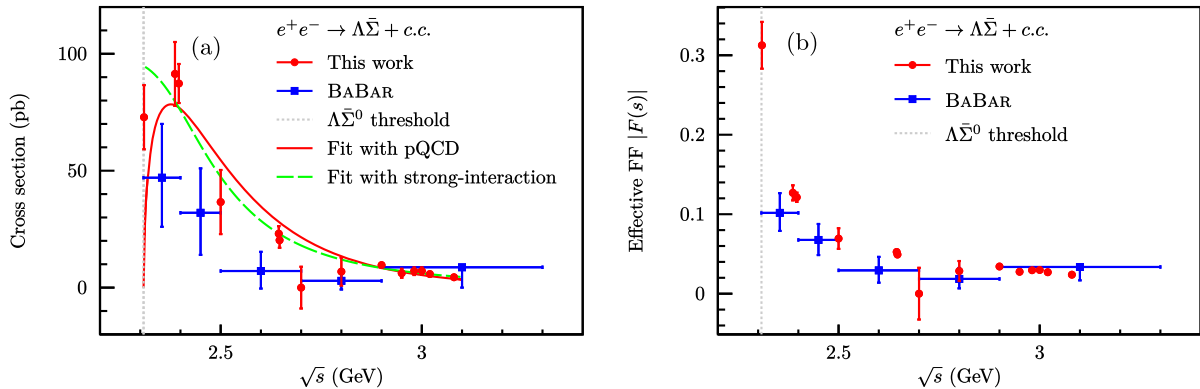 (a)
e⁺e⁻ → ΛΣ̄ + c.c.
This work
BABAR
ΛΣ̄⁰ threshold
Fit with pQCD
Fit with strong-interaction
100
50
0
Cross section (pb)
2.5
3
√s (GeV)
(b)
e⁺e⁻ → ΛΣ̄ + c.c.
This work
BABAR
ΛΣ̄⁰ threshold
0.3
0.2
0.1
0
Effective FF |F(s)|
2.5
3
√s (GeV)